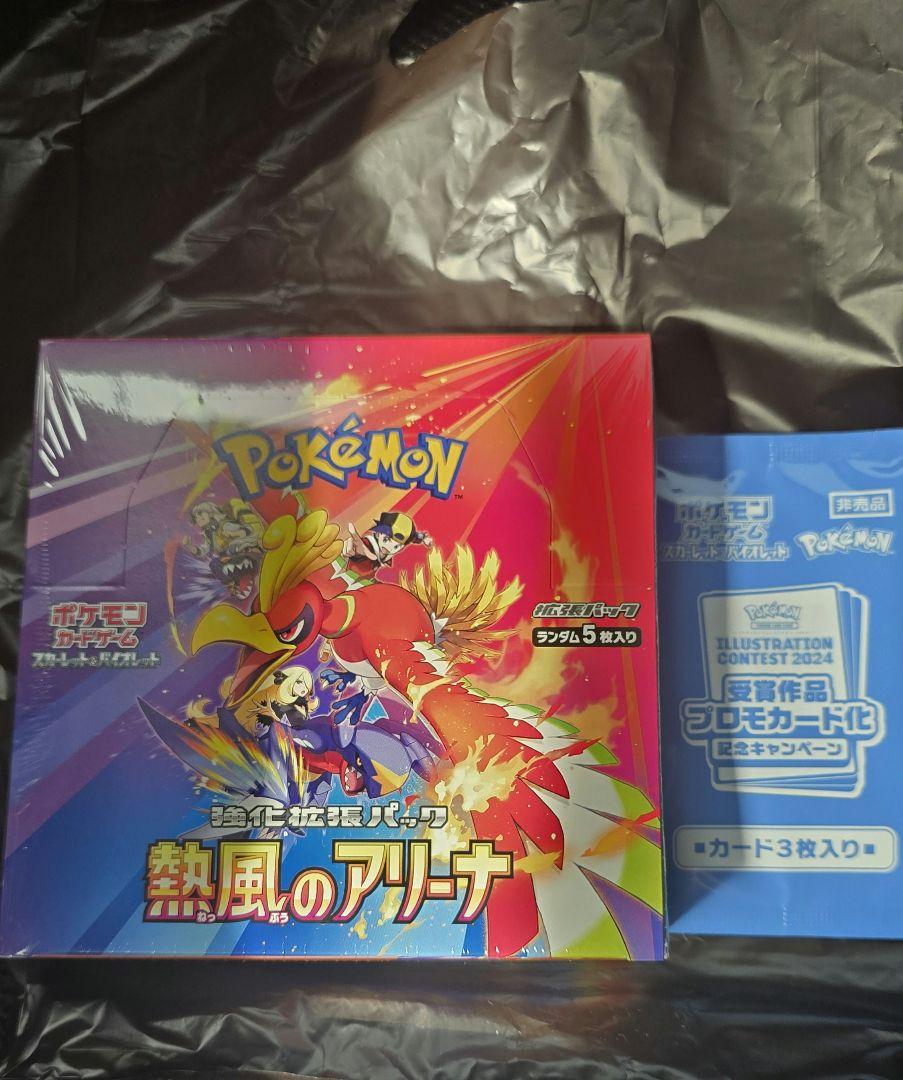 POKéMON
TM
ポケモン
カードゲーム
スカーレット&バイオレット
拡張パック
ランダム5枚入り
強化拡張パック
熱風のアリーナ
ねっ ぷう
ポケモン
カードゲーム
スカーレット&バイオレット
非売品
POKéMON
POKéMON
ILLUSTRATION
CONTEST 2024
受賞作品
プロモカード化
記念キャンペーン
■カード3枚入り■